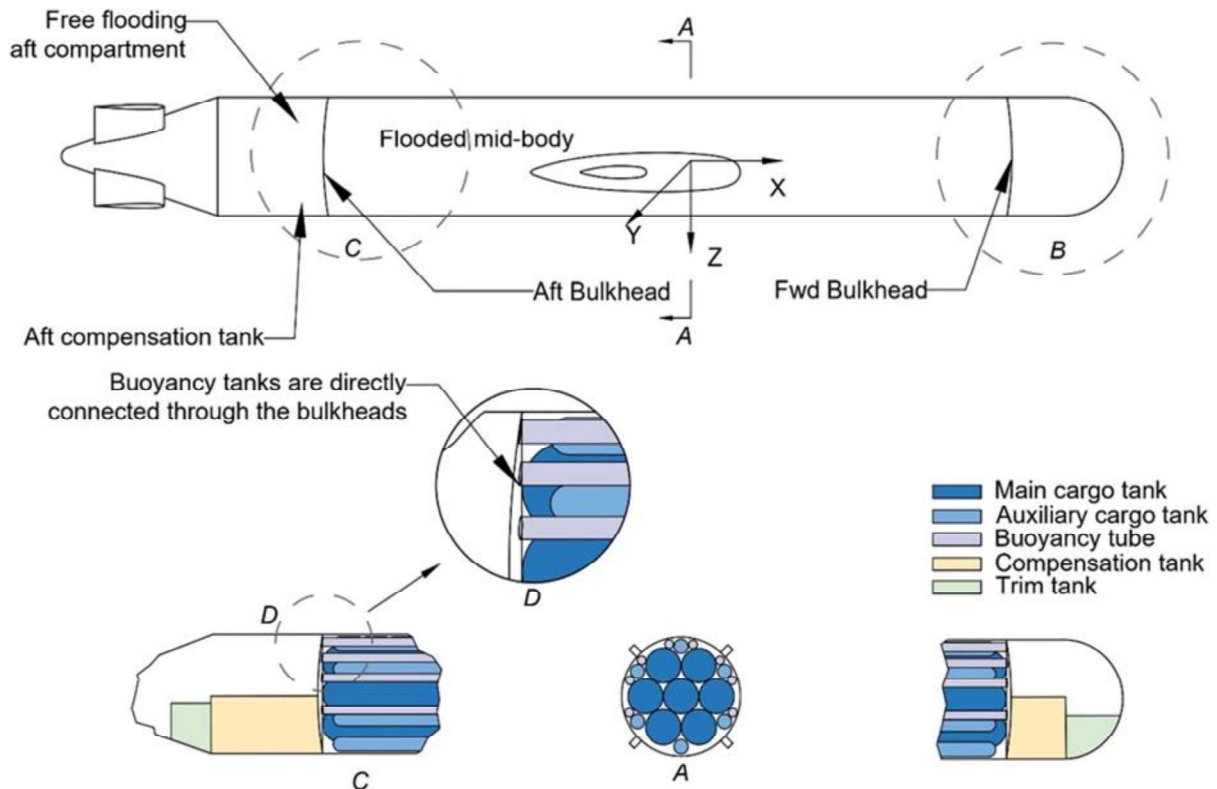 Free flooding
aft compartment
A
Flooded mid-body
X
Y
Z
C
B
Aft Bulkhead
Fwd Bulkhead
A
Aft compensation tank
Buoyancy tanks are directly
connected through the bulkheads
D
Main cargo tank
Auxiliary cargo tank
Buoyancy tube
Compensation tank
Trim tank
D
C
A